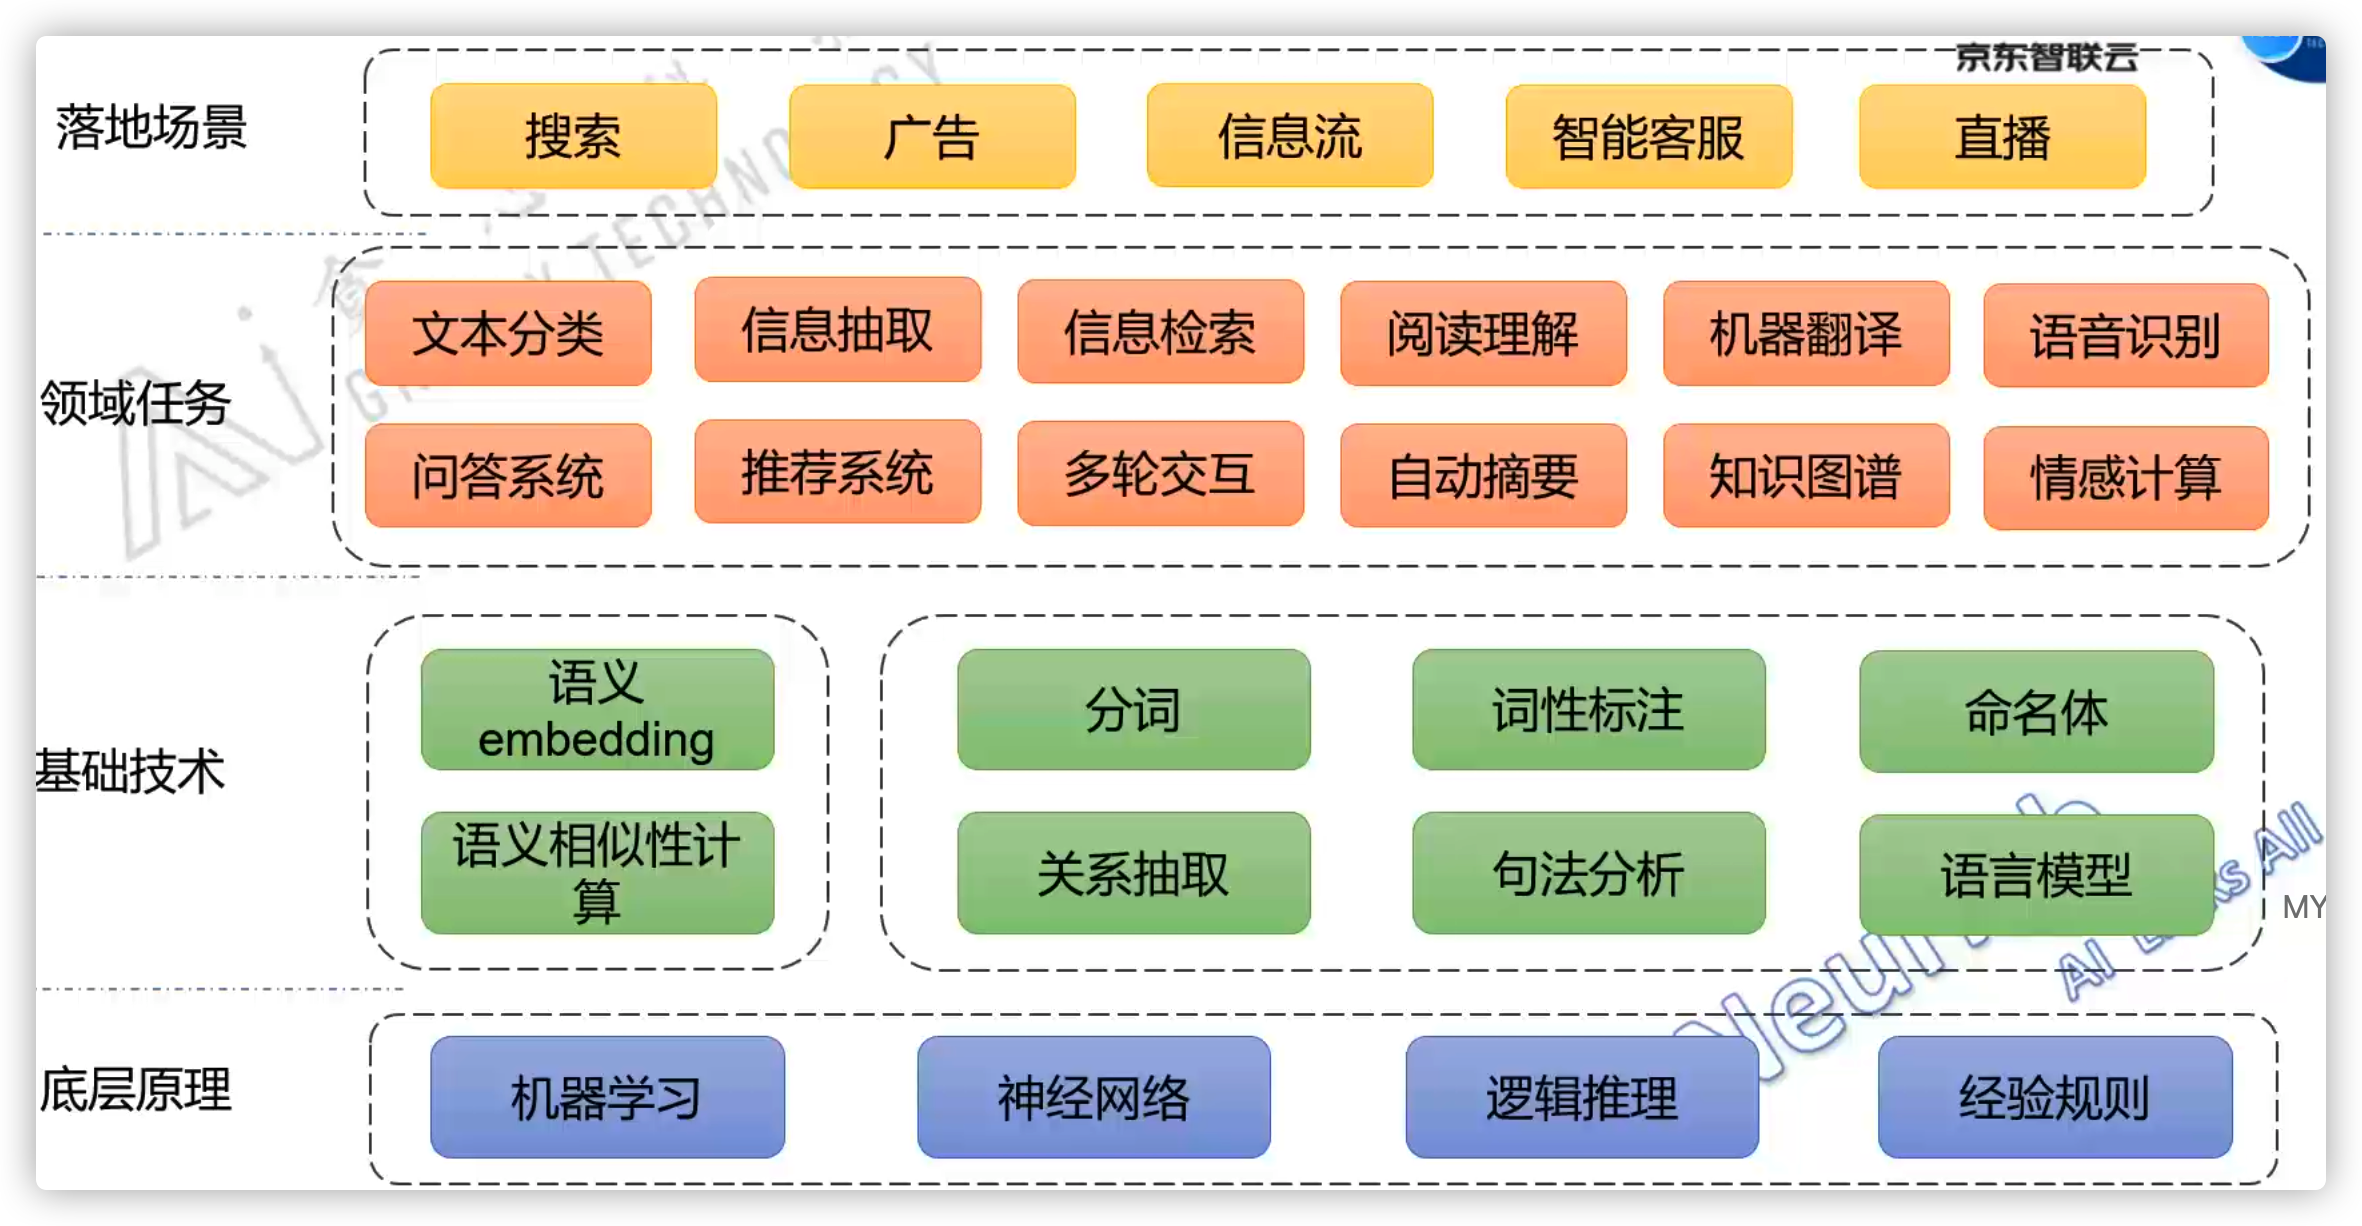 京东智联云
落地场景
搜索
广告
信息流
智能客服
直播
TECHNOLOGY
领域任务
文本分类
信息抽取
信息检索
阅读理解
机器翻译
语音识别
问答系统
推荐系统
多轮交互
自动摘要
知识图谱
情感计算
Ai
基础技术
语义
embedding
分词
词性标注
命名体
语义相似性计
算
关系抽取
句法分析
语言模型
All
AI
MY
底层原理
机器学习
神经网络
逻辑推理
经验规则